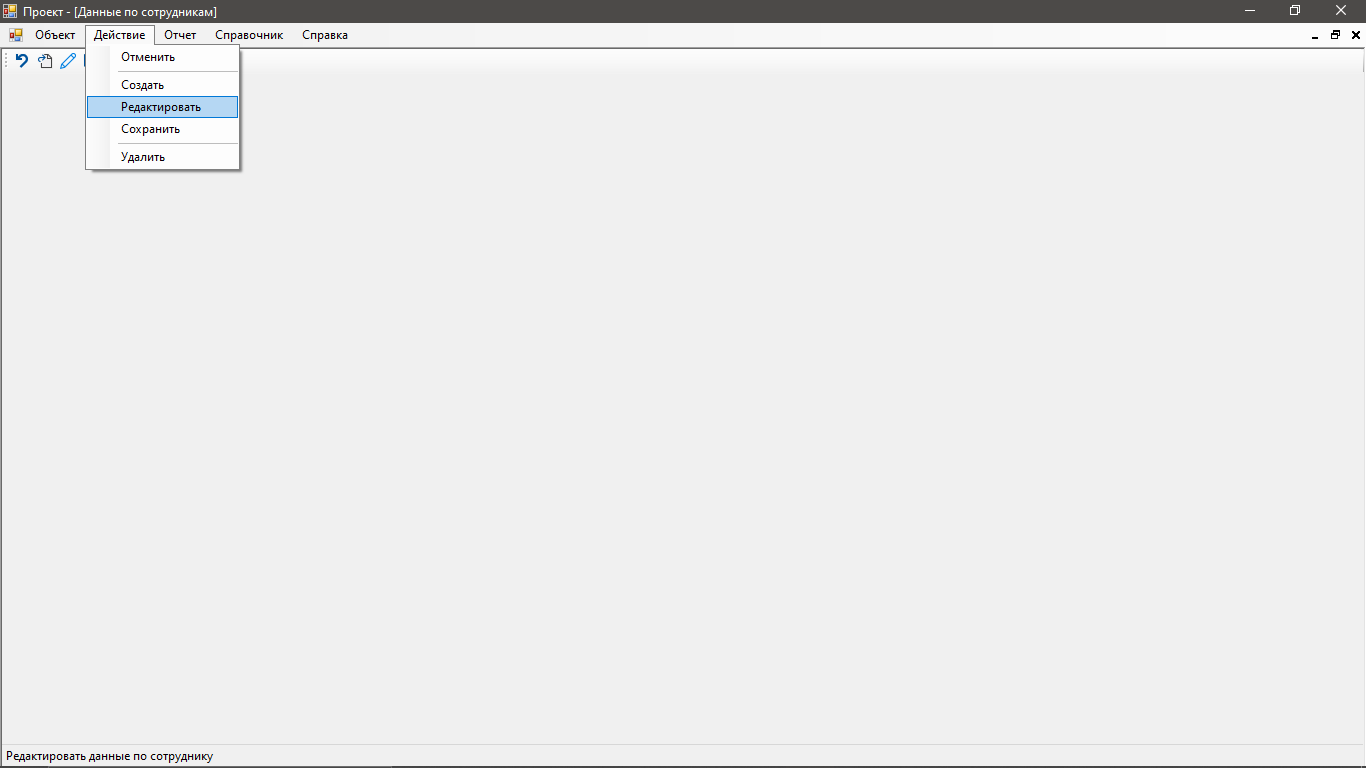 Проект - [Данные по сотрудникам]
Объект Действие Отчет Справочник Справка
Отменить
Создать
Редактировать
Сохранить
Удалить
Редактировать данные по сотруднику